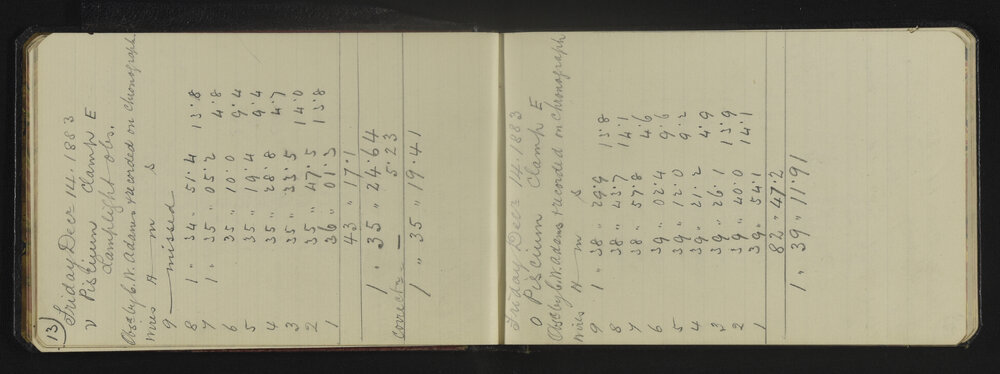 13) Friday Decr 14. 1883
ν Piscium Clamp E
Lamplight obs.
Obsr by C.W. Adams & recorded on chronograph.
Wires H m s
9 — missed
8 1 " 34 " 51.4 13.8
7 1 " 35 " 05.2 4.8
6 35 " 10.0 9.4
5 35 " 19.4 9.4
4 35 " 28.8 4.7
3 35 " 33.5 14.0
2 35 " 47.5 13.8
1 36 " 01.3
43 " 17.1
1 " 35 " 24.64
correctn — 5.23
1 " 35 " 19.41
Friday Decr 14. 1883
o Piscium Clamp E
Obsr by C.W. Adams & recorded on chronograph
Wires H m s
9 1 " 38 " 29.9 13.8
8 38 " 43.7 14.1
7 38 " 57.8 4.6
6 39 " 02.4 9.6
5 39 " 12.0 9.2
4 39 " 21.2 4.9
3 39 " 26.1 13.9
2 39 " 40.0 14.1
1 39 " 54.1
82 " 47.2
1 " 39 " 11.91